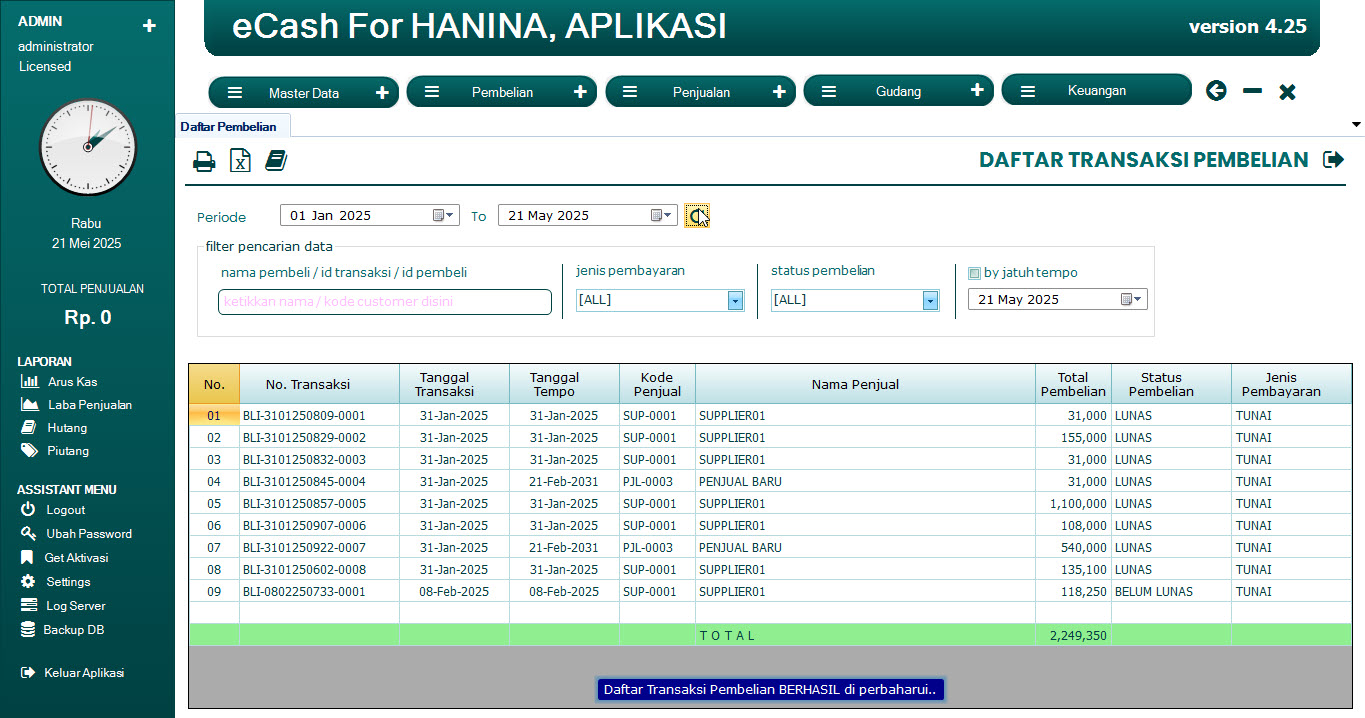 ADMIN
administrator
Licensed
Rabu
21 Mei 2025
TOTAL PENJUALAN
Rp. 0
LAPORAN
Arus Kas
Laba Penjualan
Hutang
Piutang
ASSISTANT MENU
Logout
Ubah Password
Get Aktivasi
Settings
Log Server
Backup DB
Keluar Aplikasi
eCash For HANINA, APLIKASI
version 4.25
Master Data Pembelian Penjualan Gudang Keuangan
Daftar Pembelian
DAFTAR TRANSAKSI PEMBELIAN
Periode 01 Jan 2025 To 21 May 2025
filter pencarian data
nama pembeli / id transaksi / id pembeli
ketikkan nama / kode customer disini
jenis pembayaran
[ALL]
status pembelian
[ALL]
by jatuh tempo
21 May 2025
No. No. Transaksi Tanggal Transaksi Tanggal Tempo Kode Penjual Nama Penjual Total Pembelian Status Pembelian Jenis Pembayaran
01 BLI-3101250809-0001 31-Jan-2025 31-Jan-2025 SUP-0001 SUPPLIER01 31,000 LUNAS TUNAI
02 BLI-3101250829-0002 31-Jan-2025 31-Jan-2025 SUP-0001 SUPPLIER01 155,000 LUNAS TUNAI
03 BLI-3101250832-0003 31-Jan-2025 31-Jan-2025 SUP-0001 SUPPLIER01 31,000 LUNAS TUNAI
04 BLI-3101250845-0004 31-Jan-2025 21-Feb-2031 PJL-0003 PENJUAL BARU 31,000 LUNAS TUNAI
05 BLI-3101250857-0005 31-Jan-2025 31-Jan-2025 SUP-0001 SUPPLIER01 1,100,000 LUNAS TUNAI
06 BLI-3101250907-0006 31-Jan-2025 31-Jan-2025 SUP-0001 SUPPLIER01 108,000 LUNAS TUNAI
07 BLI-3101250922-0007 31-Jan-2025 21-Feb-2031 PJL-0003 PENJUAL BARU 540,000 LUNAS TUNAI
08 BLI-3101250602-0008 31-Jan-2025 31-Jan-2025 SUP-0001 SUPPLIER01 135,100 LUNAS TUNAI
09 BLI-0802250733-0001 08-Feb-2025 08-Feb-2025 SUP-0001 SUPPLIER01 118,250 BELUM LUNAS TUNAI
T O T A L 2,249,350
Daftar Transaksi Pembelian BERHASIL di perbaharui..